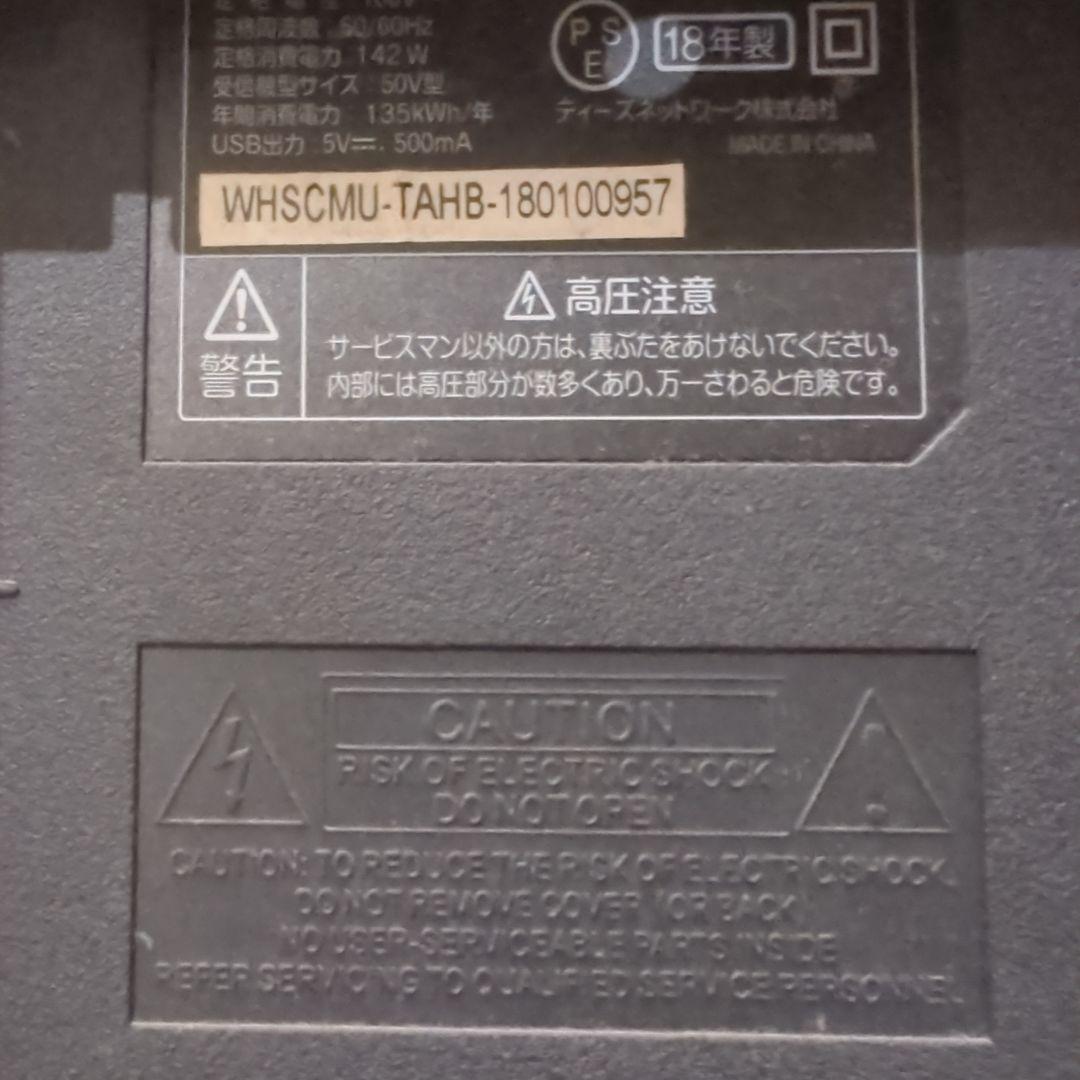 定格電圧 100V～
定格周波数 50/60Hz
定格消費電力 142W
受信機型サイズ 50V型
年間消費電力 135kWh/年
USB出力 5V⎓, 500mA
PSE
18年製
ティーズネットワーク株式会社
MADE IN CHINA
WHSCMU-TAHB-180100957
警告
高圧注意
サービスマン以外の方は、裏ぶたをあけないでください。
内部には高圧部分が数多くあり、万一さわると危険です。
CAUTION
RISK OF ELECTRIC SHOCK
DO NOT OPEN
CAUTION: TO REDUCE THE RISK OF ELECTRIC SHOCK,
DO NOT REMOVE COVER (OR BACK)
NO USER-SERVICEABLE PARTS INSIDE
REFER SERVICING TO QUALIFIED SERVICE PERSONNEL